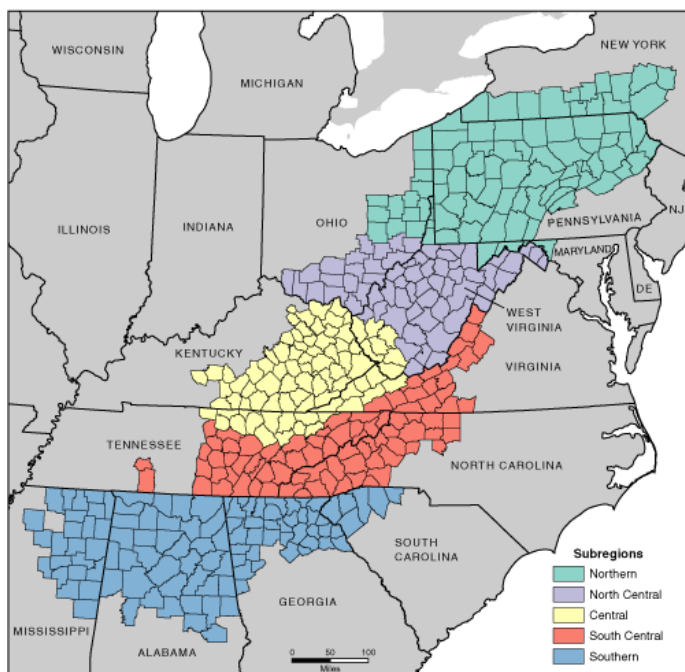 WISCONSIN
NEW YORK
MICHIGAN
ILLINOIS
INDIANA
OHIO
PENNSYLVANIA
NJ
MARYLAND
DE
WEST
VIRGINIA
KENTUCKY
VIRGINIA
TENNESSEE
NORTH CAROLINA
SOUTH
CAROLINA
GEORGIA
MISSISSIPPI
ALABAMA
Subregions
Northern
North Central
Central
South Central
Southern
0 50 100
Miles